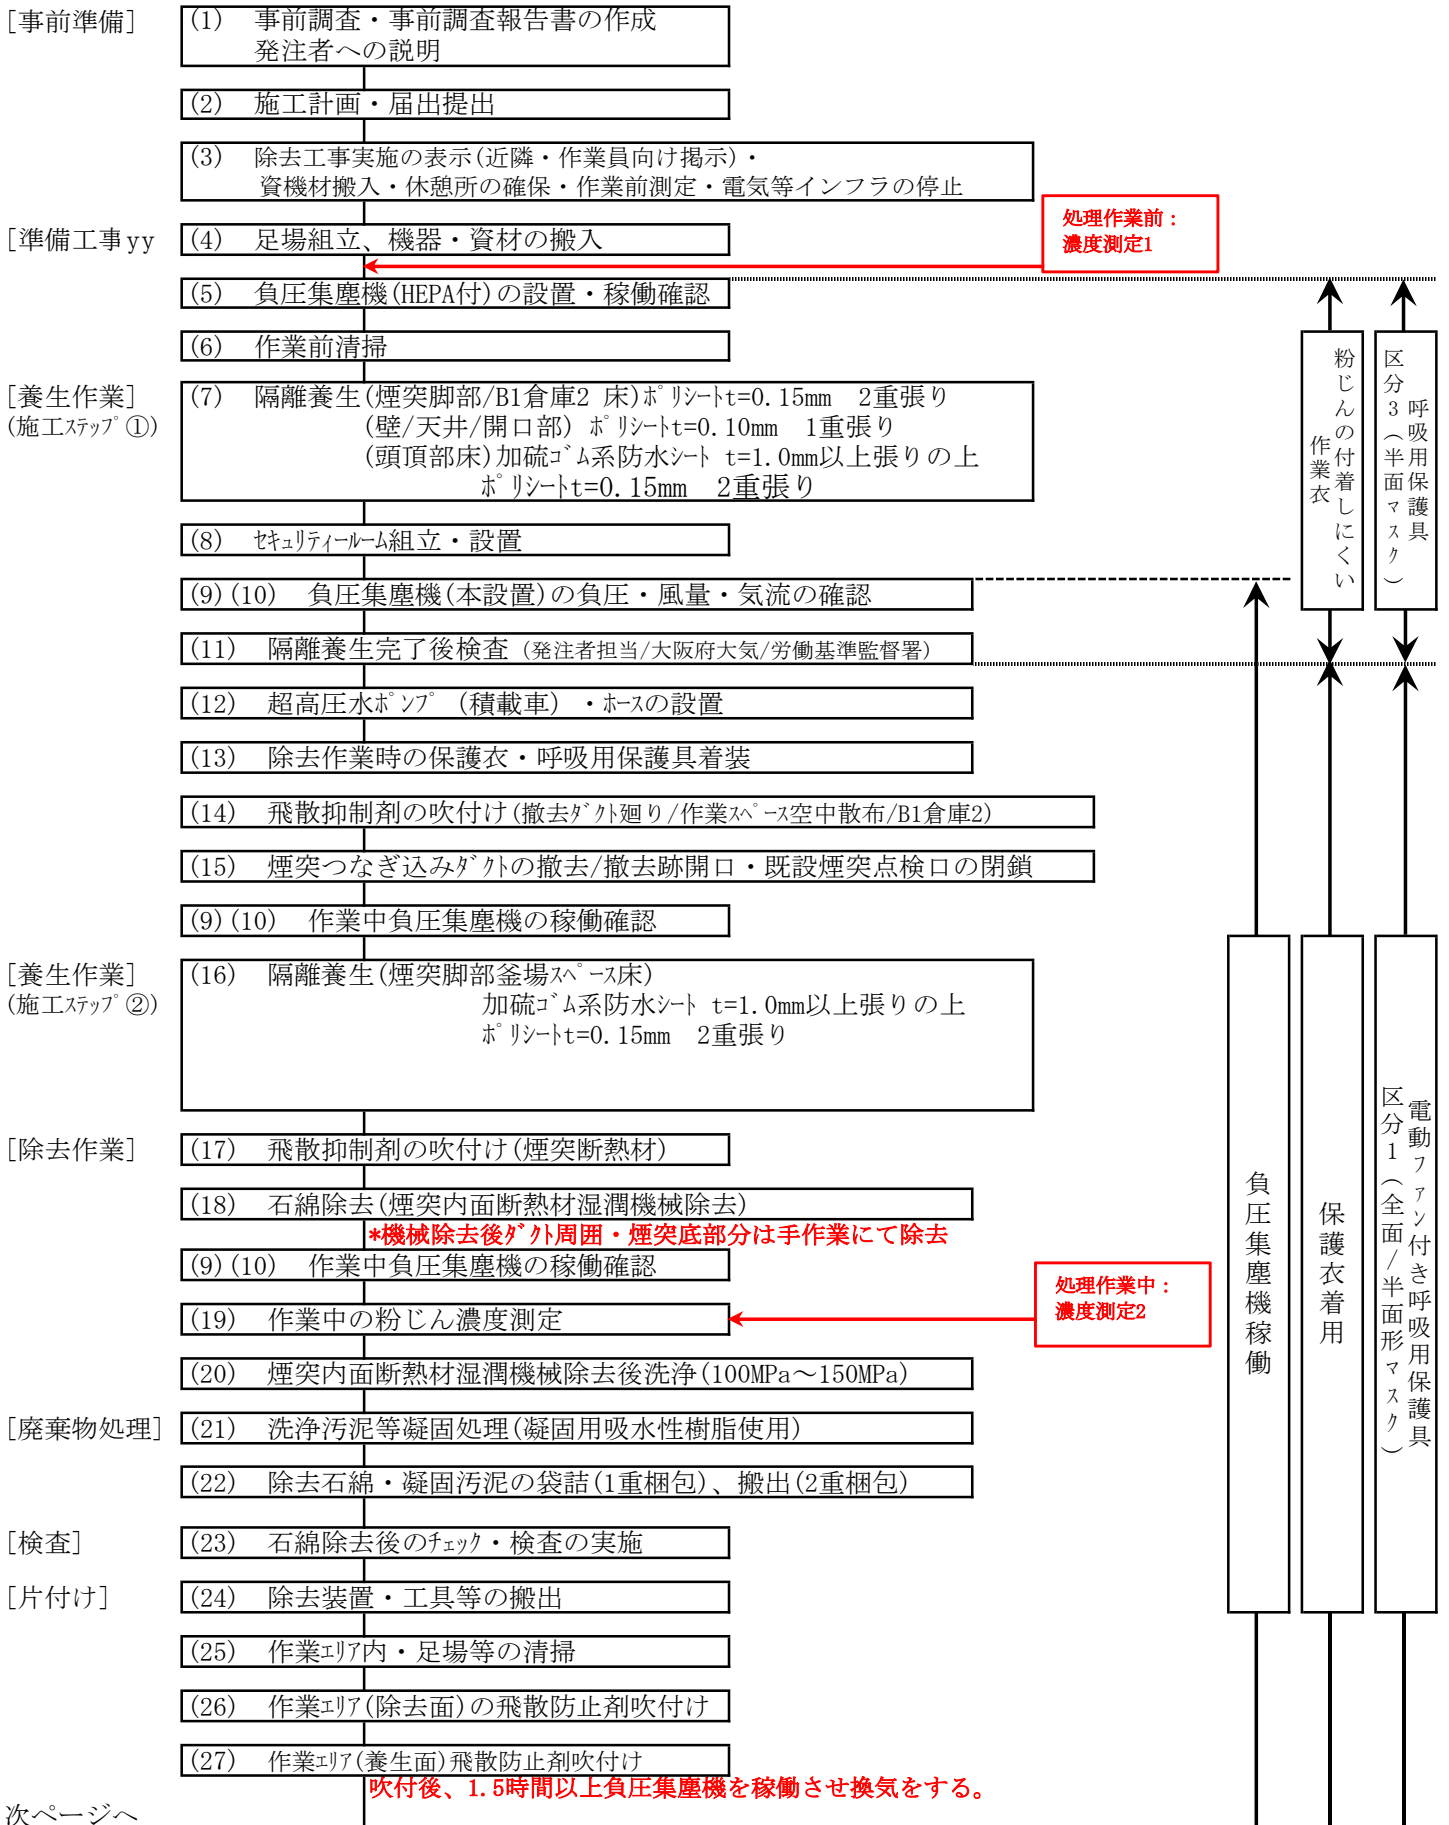 [事前準備]
(1)　事前調査・事前調査報告書の作成
発注者への説明
(2)　施工計画・届出提出
(3)　除去工事実施の表示(近隣・作業員向け掲示)・
資機材搬入・休憩所の確保・作業前測定・電気等インフラの停止
処理作業前：
濃度測定1
[準備工事yy
(4)　足場組立、機器・資材の搬入
(5)　負圧集塵機(HEPA付)の設置・稼働確認
(6)　作業前清掃
[養生作業]
(施工ｽﾃｯﾌﾟ①)
(7)　隔離養生(煙突脚部/B1倉庫2 床)ﾎﾟﾘｼｰﾄt=0.15mm　2重張り
(壁/天井/開口部) ﾎﾟﾘｼｰﾄt=0.10mm　1重張り
(頭頂部床)加硫ｺﾞﾑ系防水ｼｰﾄ t=1.0mm以上張りの上
ﾎﾟﾘｼｰﾄt=0.15mm　2重張り
粉じんの付着しにくい
作業衣
呼吸用保護具
区分3（半面ﾏｽｸ）
(8)　ｾｷｭﾘﾃｨｰﾙｰﾑ組立・設置
(9)(10)　負圧集塵機(本設置)の負圧・風量・気流の確認
(11)　隔離養生完了後検査 (発注者担当/大阪府大気/労働基準監督署)
(12)　超高圧水ﾎﾟﾝﾌﾟ　(積載車) ・ﾎｰｽの設置
(13)　除去作業時の保護衣・呼吸用保護具着装
(14)　飛散抑制剤の吹付け(撤去ﾀﾞｸﾄ廻り/作業ｽﾍﾟｰｽ空中散布/B1倉庫2)
(15)　煙突つなぎ込みﾀﾞｸﾄの撤去/撤去跡開口・既設煙突点検口の閉鎖
(9)(10)　作業中負圧集塵機の稼働確認
[養生作業]
(施工ｽﾃｯﾌﾟ②)
(16)　隔離養生(煙突脚部釜場ｽﾍﾟｰｽ床)
加硫ｺﾞﾑ系防水ｼｰﾄ t=1.0mm以上張りの上
ﾎﾟﾘｼｰﾄt=0.15mm　2重張り
負圧集塵機稼働
保護衣着用
電動ﾌｧﾝ付き呼吸用保護具
区分1（全面/半面形ﾏｽｸ）
[除去作業]
(17)　飛散抑制剤の吹付け(煙突断熱材)
(18)　石綿除去(煙突内面断熱材湿潤機械除去)
*機械除去後ﾀﾞｸﾄ周囲・煙突底部分は手作業にて除去
(9)(10)　作業中負圧集塵機の稼働確認
処理作業中：
濃度測定2
(19)　作業中の粉じん濃度測定
(20)　煙突内面断熱材湿潤機械除去後洗浄(100MPa～150MPa)
[廃棄物処理]
(21)　洗浄汚泥等凝固処理(凝固用吸水性樹脂使用)
(22)　除去石綿・凝固汚泥の袋詰(1重梱包)、搬出(2重梱包)
[検査]
(23)　石綿除去後のﾁｪｯｸ・検査の実施
[片付け]
(24)　除去装置・工具等の搬出
(25)　作業ｴﾘｱ内・足場等の清掃
(26)　作業ｴﾘｱ(除去面)の飛散防止剤吹付け
(27)　作業ｴﾘｱ(養生面)飛散防止剤吹付け
吹付後、1.5時間以上負圧集塵機を稼働させ換気をする。
次ページへ